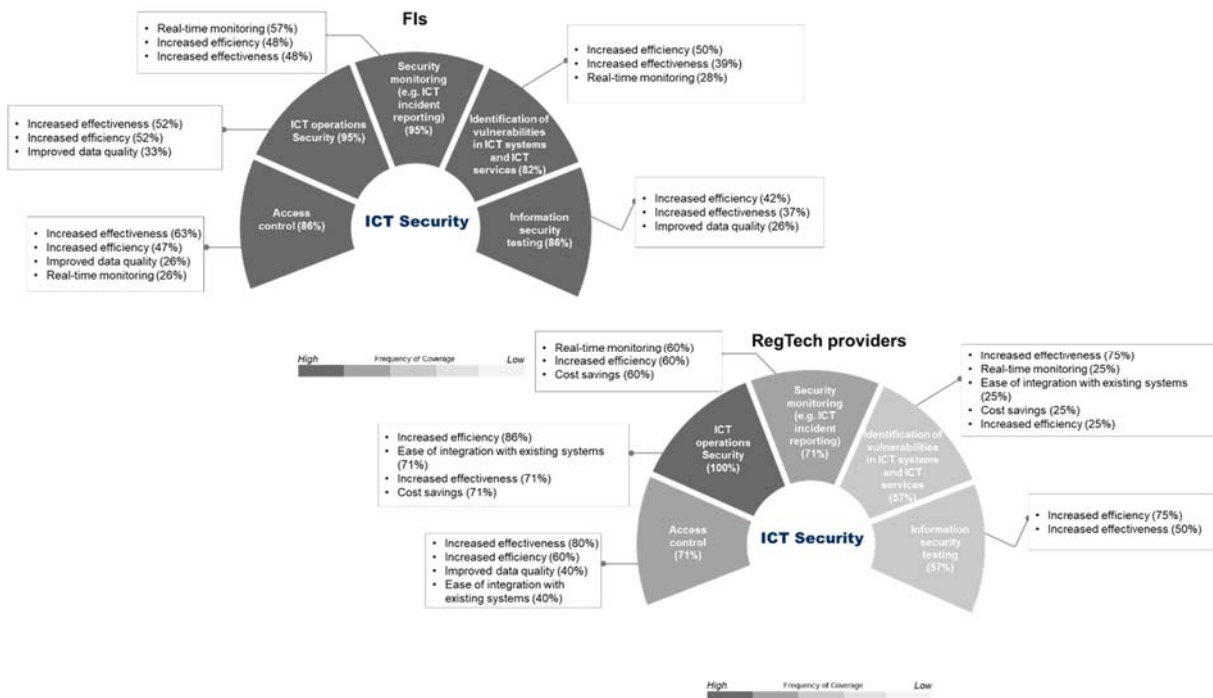 FIs
• Real-time monitoring (57%)
• Increased efficiency (48%)
• Increased effectiveness (48%)
• Increased efficiency (50%)
• Increased effectiveness (39%)
• Real-time monitoring (28%)
• Increased effectiveness (52%)
• Increased efficiency (52%)
• Improved data quality (33%)
• Increased effectiveness (63%)
• Increased efficiency (47%)
• Improved data quality (26%)
• Real-time monitoring (26%)
• Increased efficiency (42%)
• Increased effectiveness (37%)
• Improved data quality (26%)
Access
control (86%)
ICT operations
Security (95%)
Security
monitoring
(e.g. ICT
incident
reporting)
(95%)
Identification of
vulnerabilities
in ICT systems
and ICT
services (82%)
Information
security
testing (86%)
ICT Security
High
Frequency of Coverage
Low
RegTech providers
• Real-time monitoring (60%)
• Increased efficiency (60%)
• Cost savings (60%)
• Increased effectiveness (75%)
• Real-time monitoring (25%)
• Ease of integration with existing systems
(25%)
• Cost savings (25%)
• Increased efficiency (25%)
• Increased efficiency (86%)
• Ease of integration with existing systems
(71%)
• Increased effectiveness (71%)
• Cost savings (71%)
• Increased effectiveness (80%)
• Increased efficiency (60%)
• Improved data quality (40%)
• Ease of integration with
existing systems (40%)
• Increased efficiency (75%)
• Increased effectiveness (50%)
Access
control
(71%)
ICT
operations
Security
(100%)
Security
monitoring
(e.g. ICT
incident
reporting)
(71%)
Identification of
vulnerabilities
in ICT systems
and ICT
services
(57%)
Information
security
testing
(57%)
ICT Security
High
Frequency of Coverage
Low